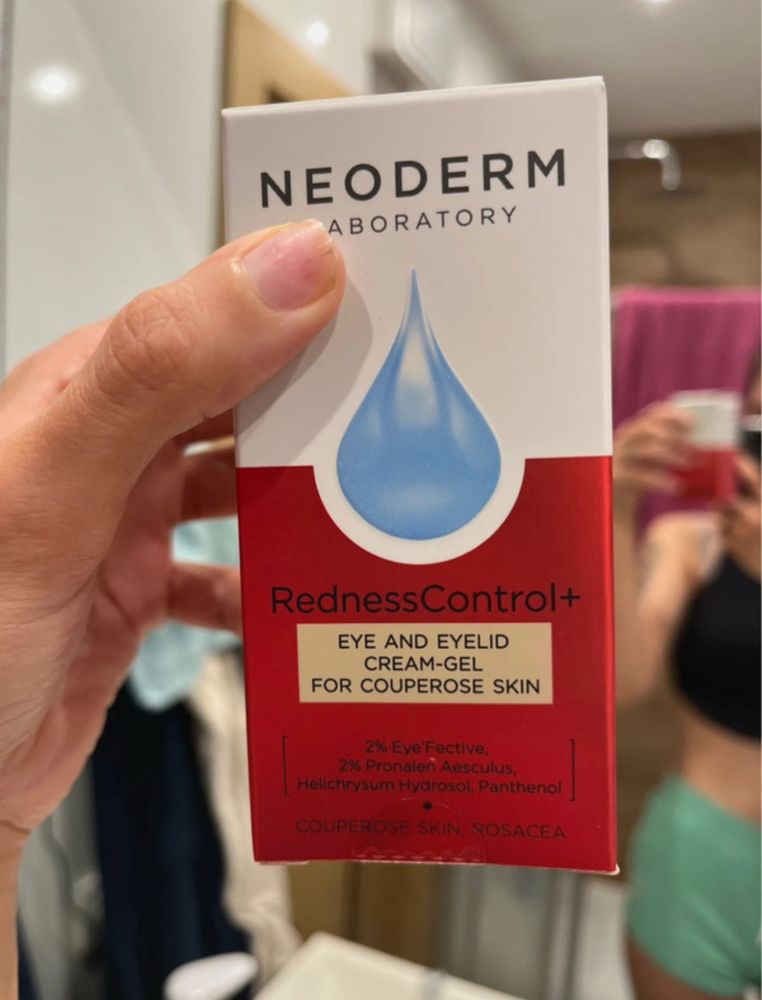 NEODERM
ABORATORY
RednessControl+
EYE AND EYELID
CREAM-GEL
FOR COUPEROSE SKIN
2% Eye'Fective,
2% Pronalen Aesculus,
Helichrysum Hydrosol, Panthenol
COUPEROSE SKIN, ROSACEA